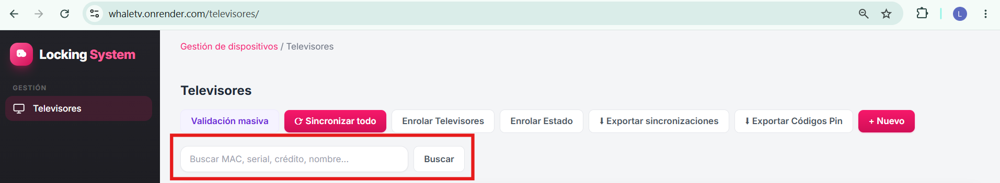 whaletv.onrender.com/televisores/
L
Locking System
Gestión de dispositivos / Televisores
GESTIÓN
Televisores
Televisores
Validación masiva
Sincronizar todo
Enrolar Televisores
Enrolar Estado
⬇ Exportar sincronizaciones
⬇ Exportar Códigos Pin
+ Nuevo
Buscar MAC, serial, crédito, nombre...
Buscar